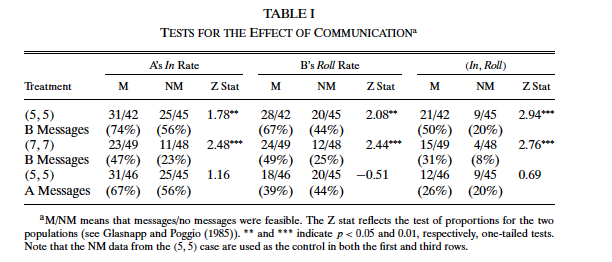 TABLE I
TESTS FOR THE EFFECT OF COMMUNICATIONᵃ
A's In Rate B's Roll Rate (In, Roll)
Treatment M NM Z Stat M NM Z Stat M NM Z Stat
(5, 5) 31/42 25/45 1.78** 28/42 20/45 2.08** 21/42 9/45 2.94***
B Messages (74%) (56%) (67%) (44%) (50%) (20%)
(7, 7) 23/49 11/48 2.48*** 24/49 12/48 2.44*** 15/49 4/48 2.76***
B Messages (47%) (23%) (49%) (25%) (31%) (8%)
(5, 5) 31/46 25/45 1.16 18/46 20/45 −0.51 12/46 9/45 0.69
A Messages (67%) (56%) (39%) (44%) (26%) (20%)
ᵃM/NM means that messages/no messages were feasible. The Z stat reflects the test of proportions for the two
populations (see Glasnapp and Poggio (1985)). ** and *** indicate p < 0.05 and 0.01, respectively, one-tailed tests.
Note that the NM data from the (5, 5) case are used as the control in both the first and third rows.